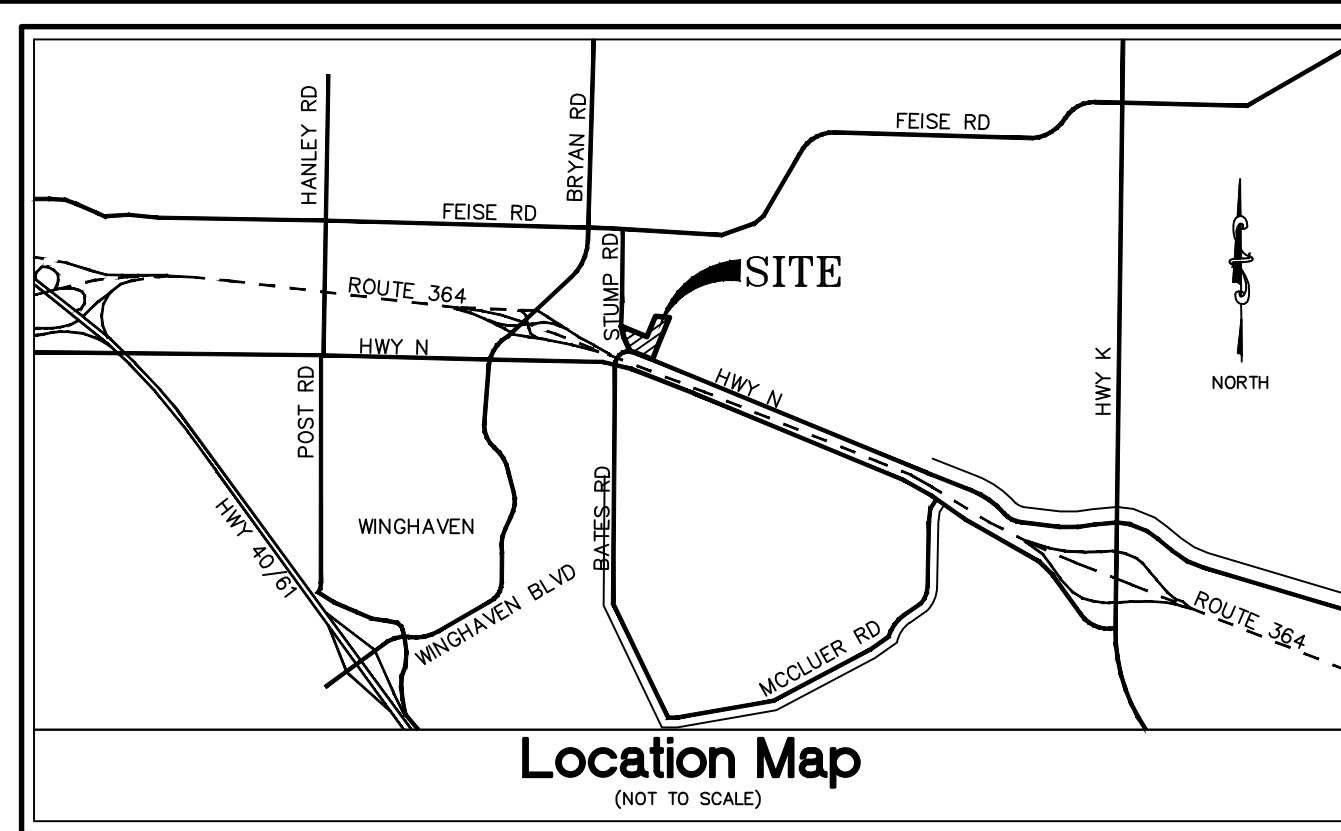 HANLEY RD
BRYAN RD
FEISE RD
FEISE RD
STUMP RD
SITE
ROUTE 364
HWY N
HWY N
HWY K
NORTH
POST RD
HWY 40/61
WINGHAVEN
WINGHAVEN BLVD
BATES RD
MCCLUER RD
ROUTE 364
Location Map
(NOT TO SCALE)